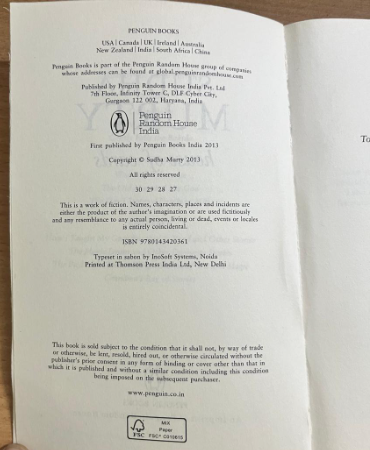 PENGUIN BOOKS
USA | Canada | UK | Ireland | Australia
New Zealand | India | South Africa | China
Penguin Books is part of the Penguin Random House group of companies
whose addresses can be found at global.penguinrandomhouse.com
Published by Penguin Random House India Pvt. Ltd
7th Floor, Infinity Tower C, DLF Cyber City,
Gurgaon 122 002, Haryana, India
Penguin
Random House
India
First published by Penguin Books India 2013
Copyright © Sudha Murty 2013
All rights reserved
30 29 28 27
This is a work of fiction. Names, characters, places and incidents are
either the product of the author's imagination or are used fictitiously
and any resemblance to any actual person, living or dead, events or locales
is entirely coincidental.
ISBN 9780143420361
Typeset in sabon by InoSoft Systems, Noida
Printed at Thomson Press India Ltd, New Delhi
This book is sold subject to the condition that it shall not, by way of trade
or otherwise, be lent, resold, hired out, or otherwise circulated without the
publisher's prior consent in any form of binding or cover other than that in
which it is published and without a similar condition including this condition
being imposed on the subsequent purchaser.
www.penguin.co.in
FSC
MIX
Paper
To